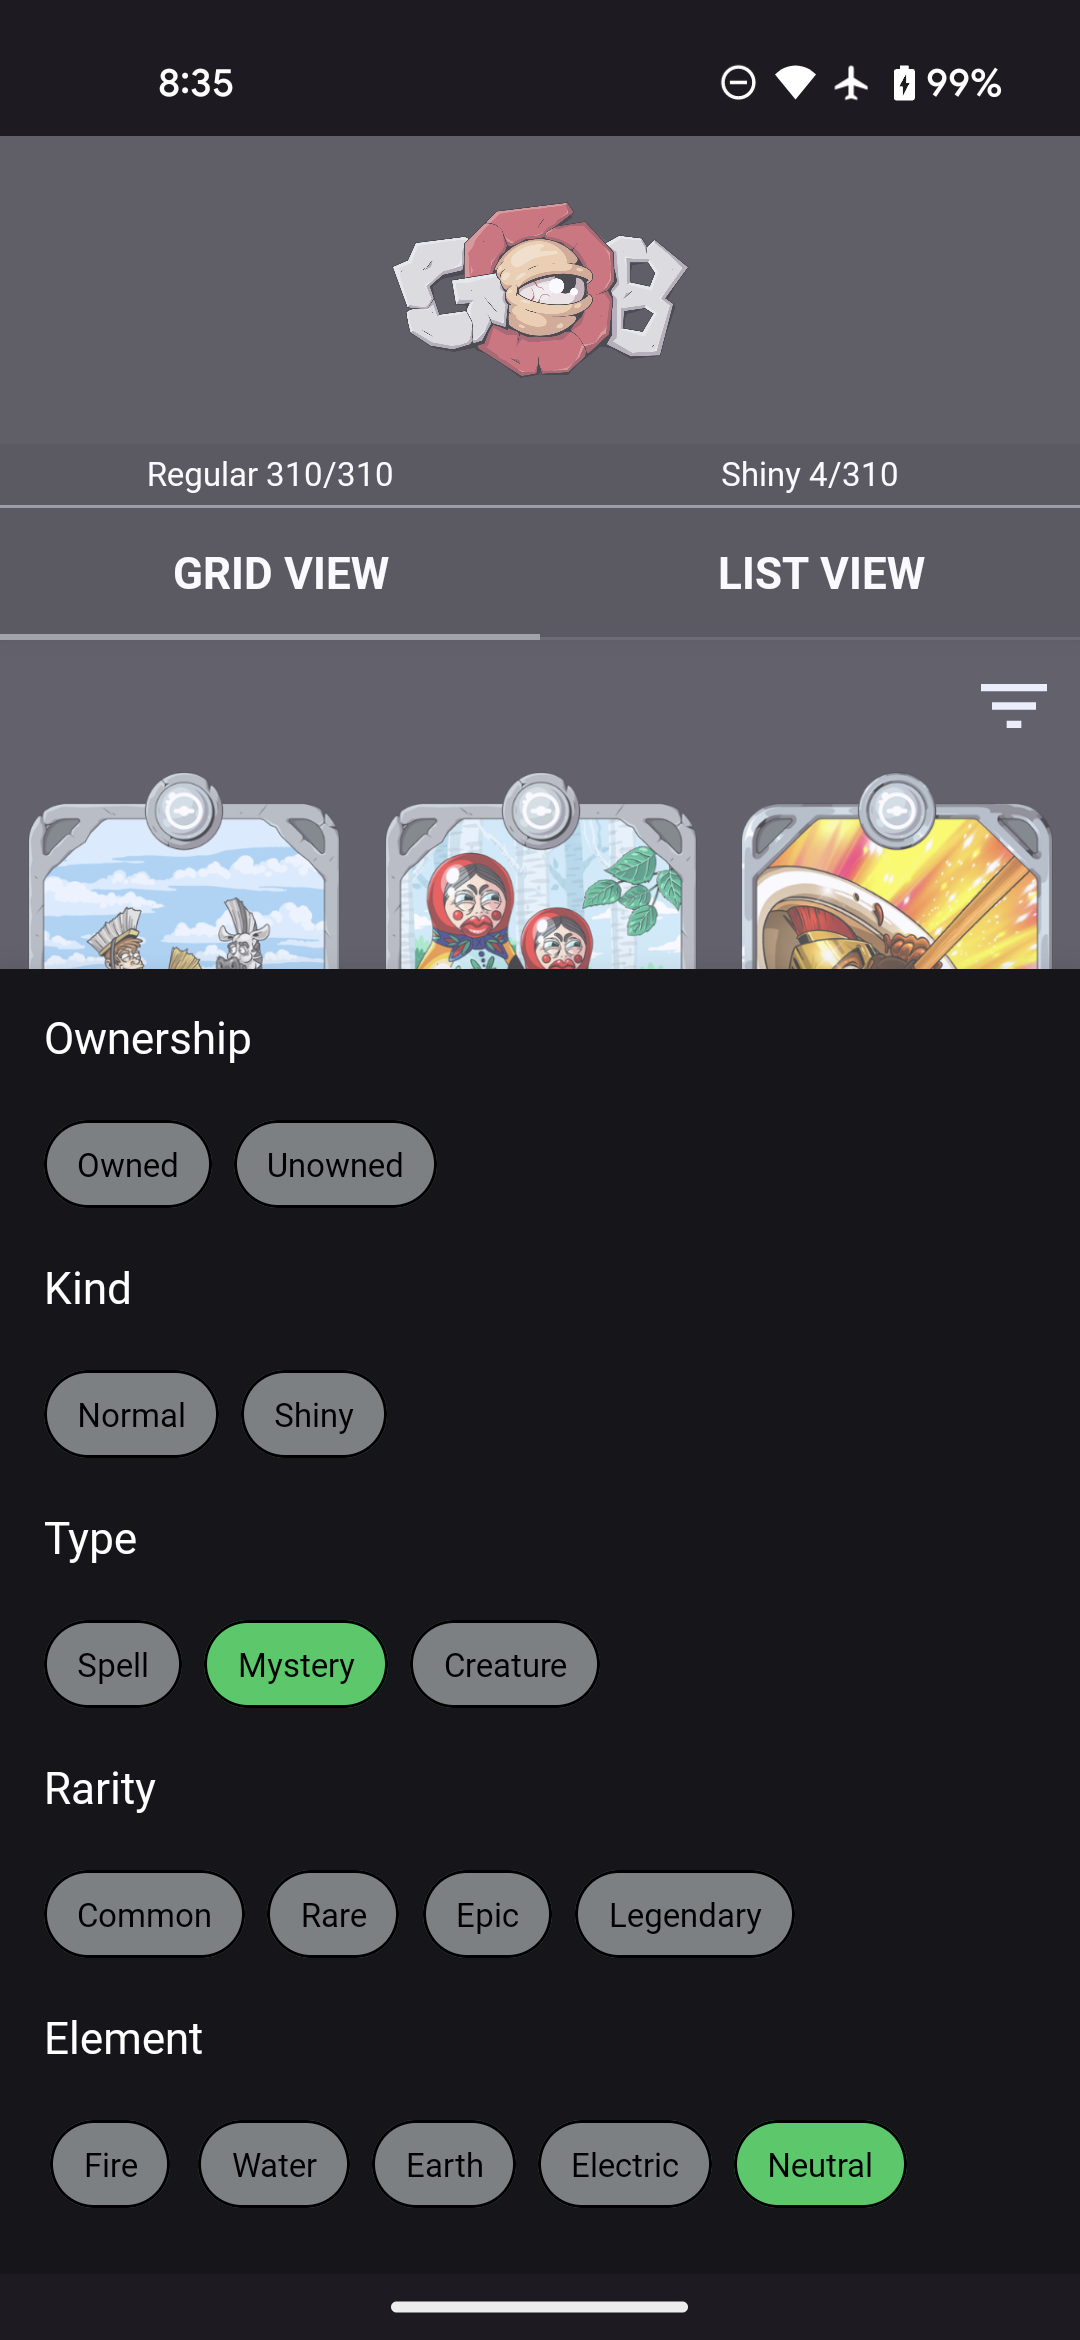 8:35 99%
GOB
Regular 310/310 Shiny 4/310
GRID VIEW LIST VIEW
Ownership
Owned Unowned
Kind
Normal Shiny
Type
Spell Mystery Creature
Rarity
Common Rare Epic Legendary
Element
Fire Water Earth Electric Neutral